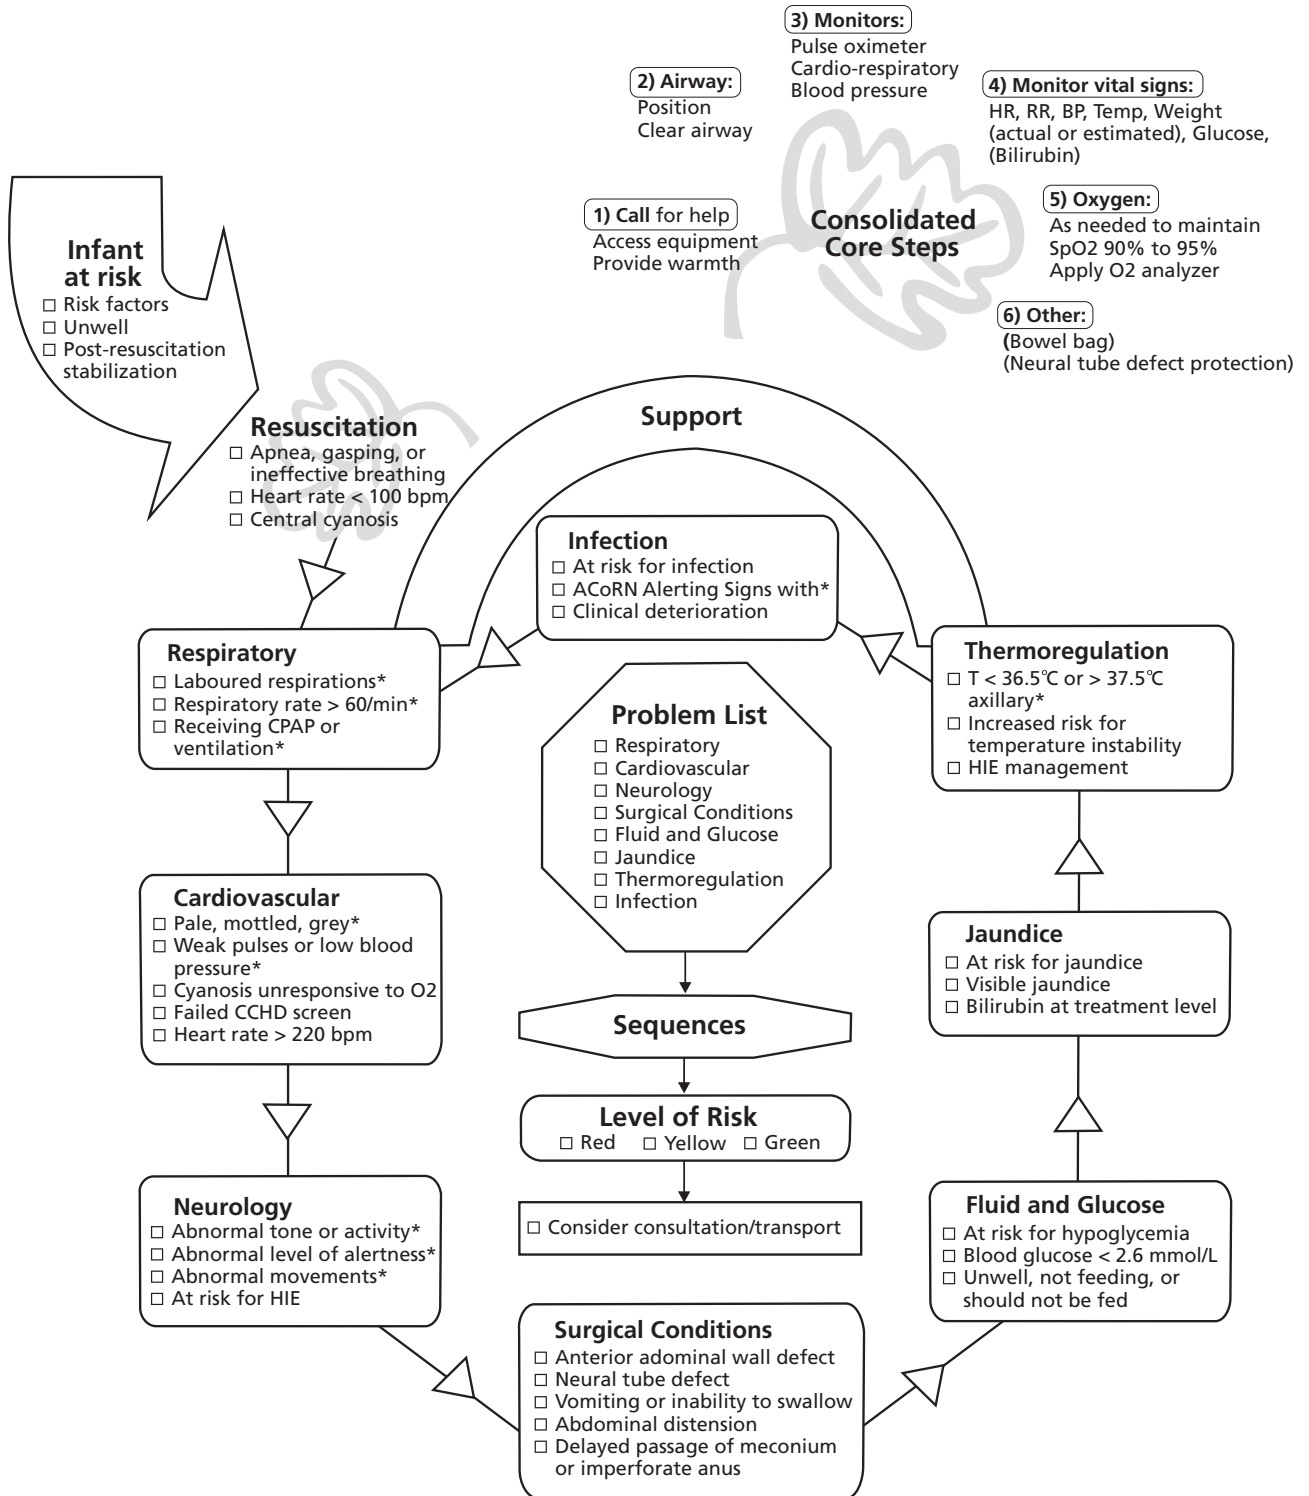 3) Monitors:
Pulse oximeter
Cardio-respiratory
Blood pressure
2) Airway:
Position
Clear airway
4) Monitor vital signs:
HR, RR, BP, Temp, Weight
(actual or estimated), Glucose,
(Bilirubin)
1) Call for help
Access equipment
Provide warmth
Consolidated
Core Steps
5) Oxygen:
As needed to maintain
SpO2 90% to 95%
Apply O2 analyzer
6) Other:
(Bowel bag)
(Neural tube defect protection)
Infant
at risk
☐ Risk factors
☐ Unwell
☐ Post-resuscitation
stabilization
Resuscitation
☐ Apnea, gasping, or
ineffective breathing
☐ Heart rate < 100 bpm
☐ Central cyanosis
Support
Infection
☐ At risk for infection
☐ ACoRN Alerting Signs with*
☐ Clinical deterioration
Respiratory
☐ Laboured respirations*
☐ Respiratory rate > 60/min*
☐ Receiving CPAP or
ventilation*
Thermoregulation
☐ T < 36.5℃ or > 37.5℃
axillary*
☐ Increased risk for
temperature instability
☐ HIE management
Problem List
☐ Respiratory
☐ Cardiovascular
☐ Neurology
☐ Surgical Conditions
☐ Fluid and Glucose
☐ Jaundice
☐ Thermoregulation
☐ Infection
Cardiovascular
☐ Pale, mottled, grey*
☐ Weak pulses or low blood
pressure*
☐ Cyanosis unresponsive to O2
☐ Failed CCHD screen
☐ Heart rate > 220 bpm
Jaundice
☐ At risk for jaundice
☐ Visible jaundice
☐ Bilirubin at treatment level
Sequences
Level of Risk
☐ Red ☐ Yellow ☐ Green
☐ Consider consultation/transport
Neurology
☐ Abnormal tone or activity*
☐ Abnormal level of alertness*
☐ Abnormal movements*
☐ At risk for HIE
Fluid and Glucose
☐ At risk for hypoglycemia
☐ Blood glucose < 2.6 mmol/L
☐ Unwell, not feeding, or
should not be fed
Surgical Conditions
☐ Anterior adominal wall defect
☐ Neural tube defect
☐ Vomiting or inability to swallow
☐ Abdominal distension
☐ Delayed passage of meconium
or imperforate anus